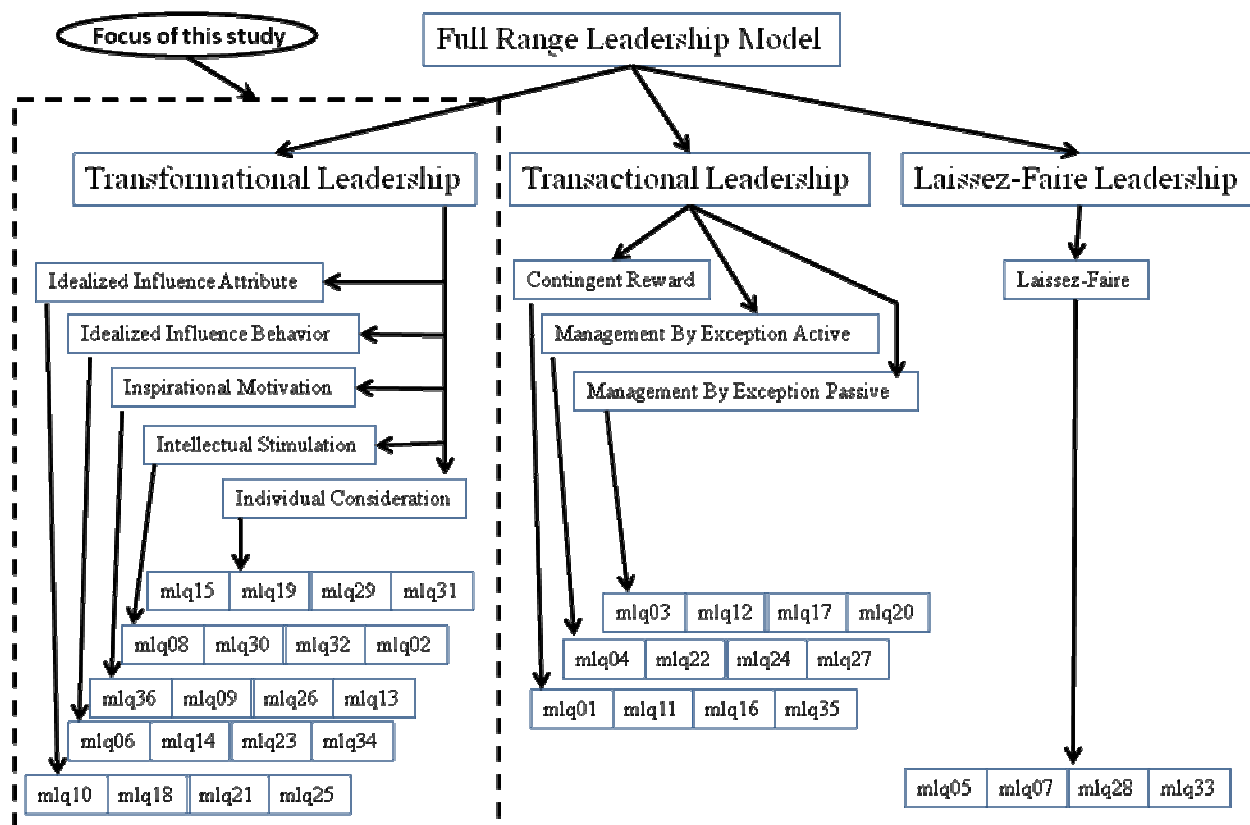 Focus of this study
Full Range Leadership Model
Transformational Leadership
Transactional Leadership
Laissez-Faire Leadership
Idealized Influence Attribute
Idealized Influence Behavior
Inspirational Motivation
Intellectual Stimulation
Individual Consideration
mlq15 mlq19 mlq29 mlq31
mlq08 mlq30 mlq32 mlq02
mlq36 mlq09 mlq26 mlq13
mlq06 mlq14 mlq23 mlq34
mlq10 mlq18 mlq21 mlq25
Contingent Reward
Management By Exception Active
Management By Exception Passive
mlq03 mlq12 mlq17 mlq20
mlq04 mlq22 mlq24 mlq27
mlq01 mlq11 mlq16 mlq35
Laissez-Faire
mlq05 mlq07 mlq28 mlq33